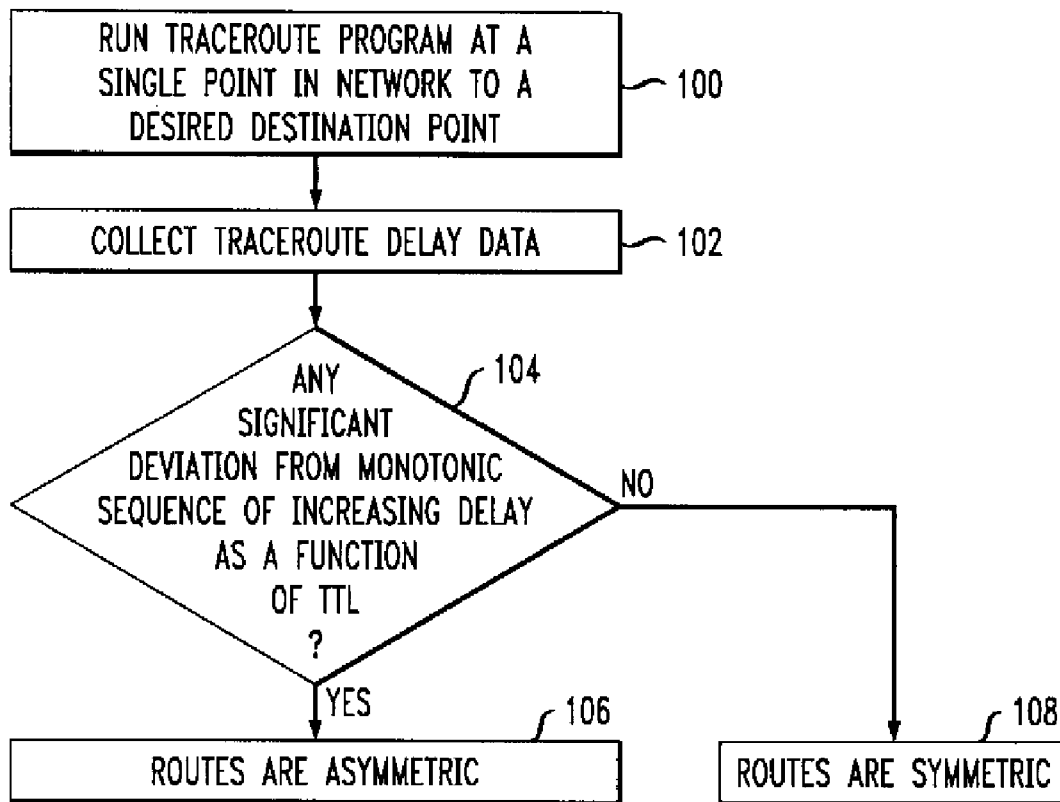 RUN TRACEROUTE PROGRAM AT A
SINGLE POINT IN NETWORK TO A
DESIRED DESTINATION POINT
100
COLLECT TRACEROUTE DELAY DATA
102
104
ANY
SIGNIFICANT
DEVIATION FROM MONOTONIC
SEQUENCE OF INCREASING DELAY
AS A FUNCTION
OF TTL
?
NO
YES
106
ROUTES ARE ASYMMETRIC
108
ROUTES ARE SYMMETRIC